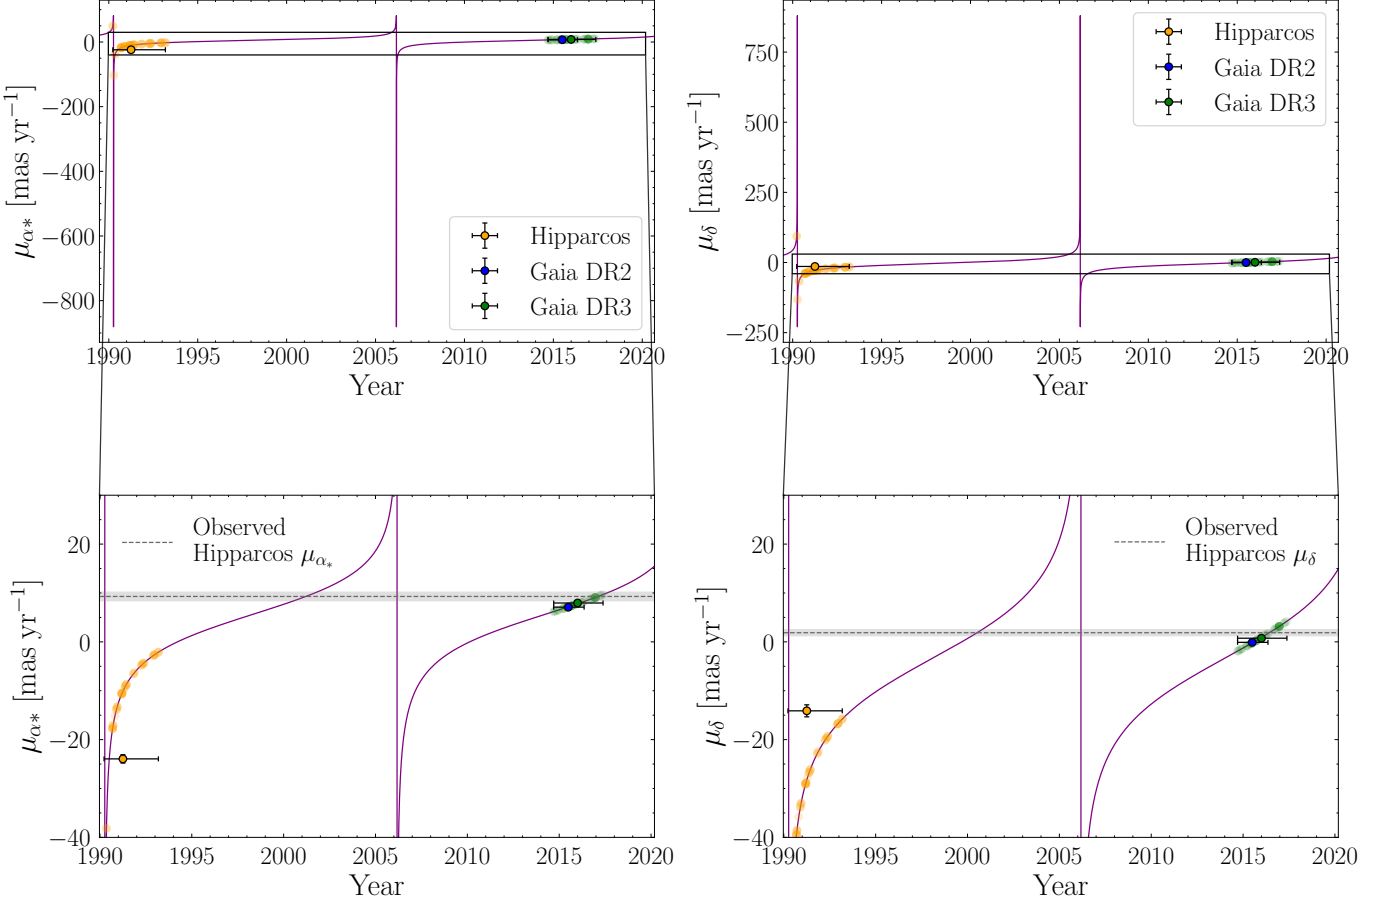 0
−200
−400
−600
−800
μα∗ [mas yr−1]
Hipparcos
Gaia DR2
Gaia DR3
1990 1995 2000 2005 2010 2015 2020
Year
750
500
250
0
−250
μδ [mas yr−1]
Hipparcos
Gaia DR2
Gaia DR3
1990 1995 2000 2005 2010 2015 2020
Year
20
0
−20
−40
μα∗ [mas yr−1]
Observed
Hipparcos μα∗
1990 1995 2000 2005 2010 2015 2020
Year
20
0
−20
−40
μδ [mas yr−1]
Observed
Hipparcos μδ
1990 1995 2000 2005 2010 2015 2020
Year